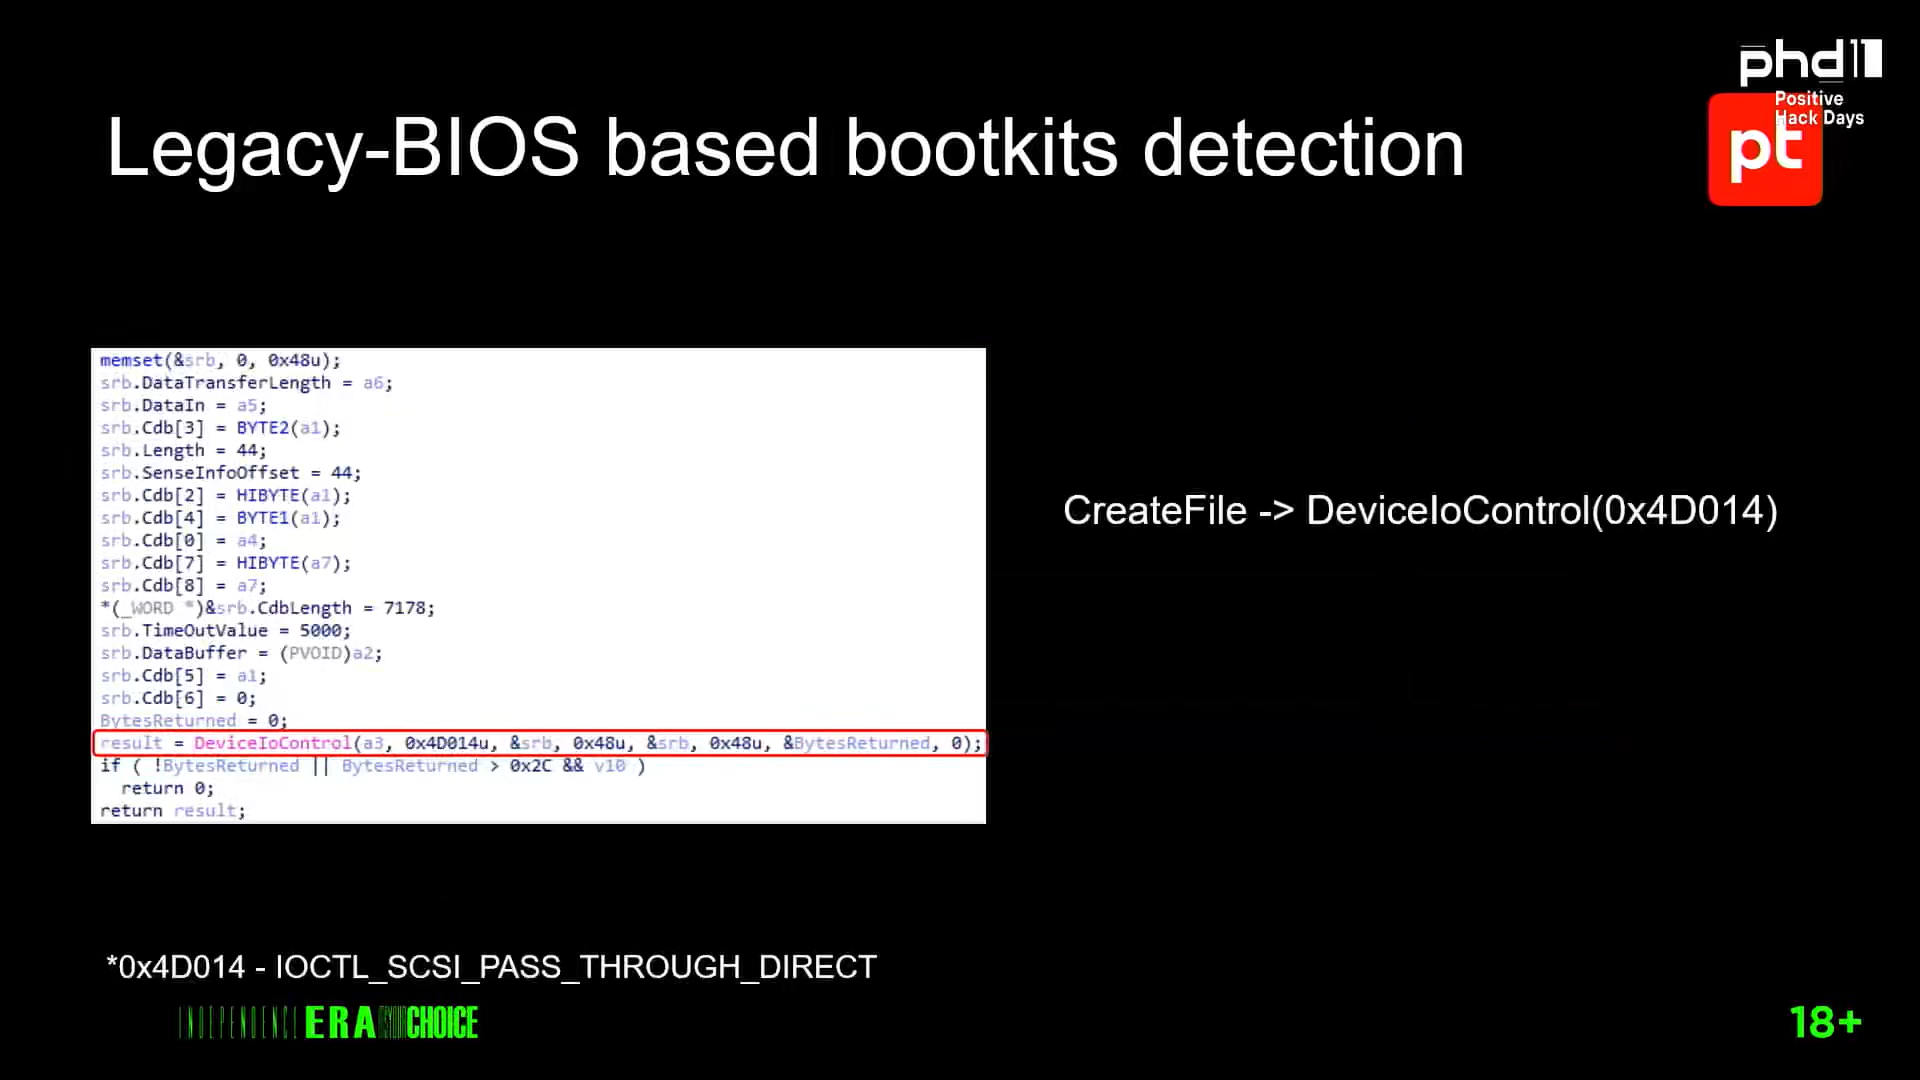 phd11
Positive
Hack Days
pt
Legacy-BIOS based bootkits detection
memset(&srb, 0, 0x48u);
srb.DataTransferLength = a6;
srb.DataIn = a5;
srb.Cdb[3] = BYTE2(a1);
srb.Length = 44;
srb.SenseInfoOffset = 44;
srb.Cdb[2] = HIBYTE(a1);
srb.Cdb[4] = BYTE1(a1);
srb.Cdb[0] = a4;
srb.Cdb[7] = HIBYTE(a7);
srb.Cdb[8] = a7;
*(_WORD *)&srb.CdbLength = 7178;
srb.TimeOutValue = 5000;
srb.DataBuffer = (PVOID)a2;
srb.Cdb[5] = a1;
srb.Cdb[6] = 0;
BytesReturned = 0;
result = DeviceIoControl(a3, 0x4D014u, &srb, 0x48u, &srb, 0x48u, &BytesReturned, 0);
if ( !BytesReturned || BytesReturned > 0x2C && v10 )
return 0;
return result;
CreateFile -> DeviceIoControl(0x4D014)
*0x4D014 - IOCTL_SCSI_PASS_THROUGH_DIRECT
INDEPENDENCE ERA CHOICE
18+